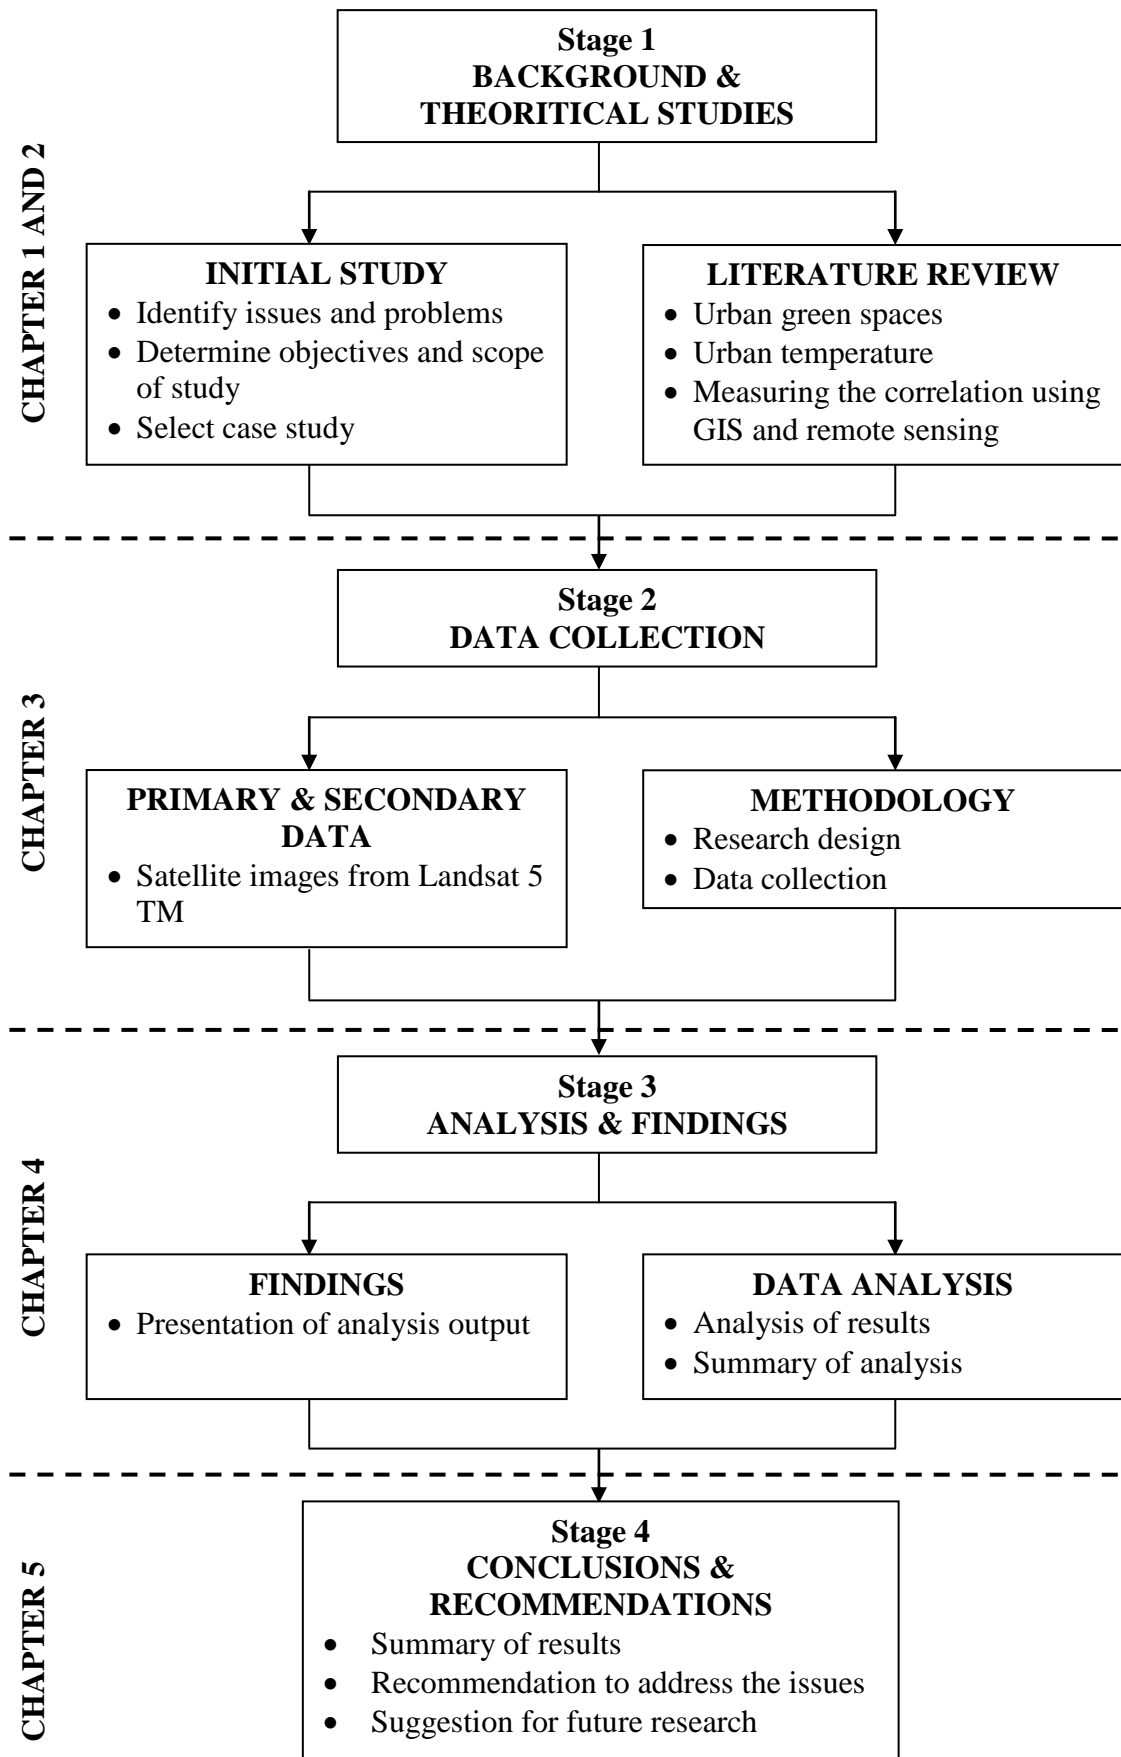 Stage 1
BACKGROUND &
THEORITICAL STUDIES
CHAPTER 1 AND 2
INITIAL STUDY
• Identify issues and problems
• Determine objectives and scope
of study
• Select case study
LITERATURE REVIEW
• Urban green spaces
• Urban temperature
• Measuring the correlation using
GIS and remote sensing
Stage 2
DATA COLLECTION
CHAPTER 3
PRIMARY & SECONDARY
DATA
• Satellite images from Landsat 5
TM
METHODOLOGY
• Research design
• Data collection
Stage 3
ANALYSIS & FINDINGS
CHAPTER 4
FINDINGS
• Presentation of analysis output
DATA ANALYSIS
• Analysis of results
• Summary of analysis
Stage 4
CONCLUSIONS &
RECOMMENDATIONS
CHAPTER 5
• Summary of results
• Recommendation to address the issues
• Suggestion for future research